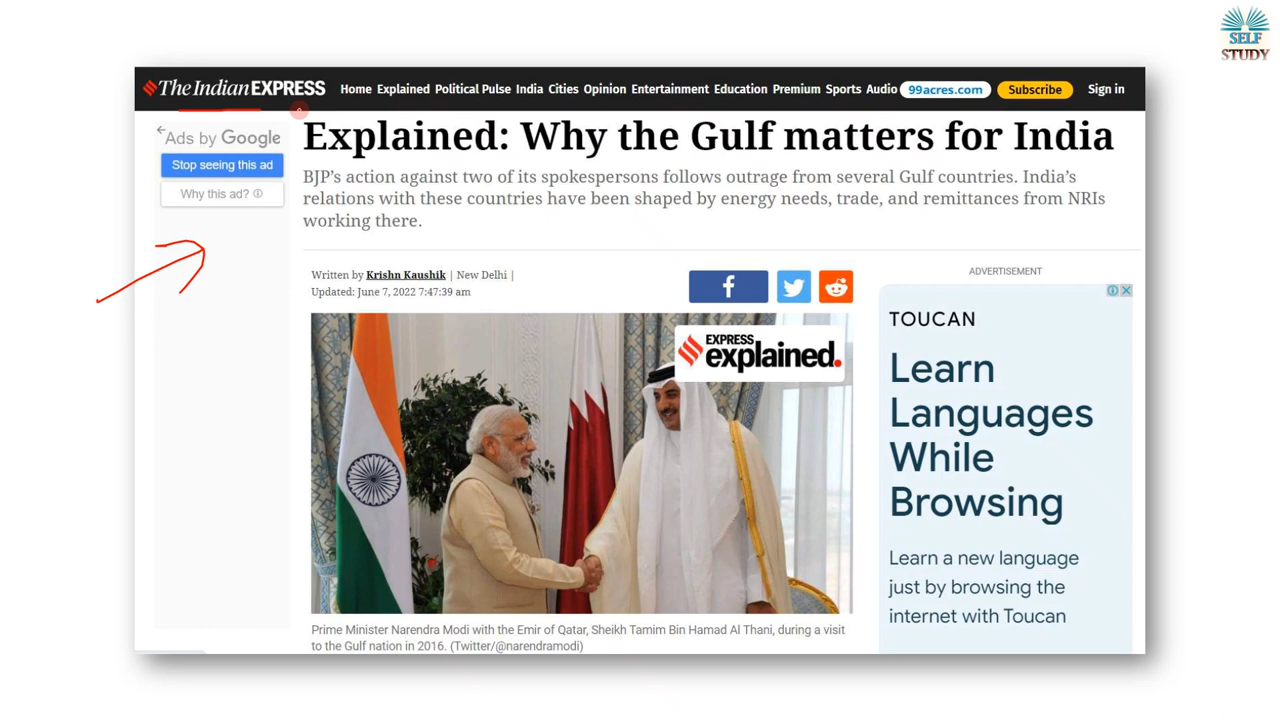 SELF
STUDY
The Indian EXPRESS
Home Explained Political Pulse India Cities Opinion Entertainment Education Premium Sports Audio 99acres.com Subscribe Sign in
Ads by Google
Stop seeing this ad
Why this ad?
Explained: Why the Gulf matters for India
BJP’s action against two of its spokespersons follows outrage from several Gulf countries. India’s
relations with these countries have been shaped by energy needs, trade, and remittances from NRIs
working there.
Written by Krishn Kaushik | New Delhi |
Updated: June 7, 2022 7:47:39 am
EXPRESS
explained.
Prime Minister Narendra Modi with the Emir of Qatar, Sheikh Tamim Bin Hamad Al Thani, during a visit
to the Gulf nation in 2016. (Twitter/@narendramodi)
ADVERTISEMENT
TOUCAN
Learn
Languages
While
Browsing
Learn a new language
just by browsing the
internet with Toucan